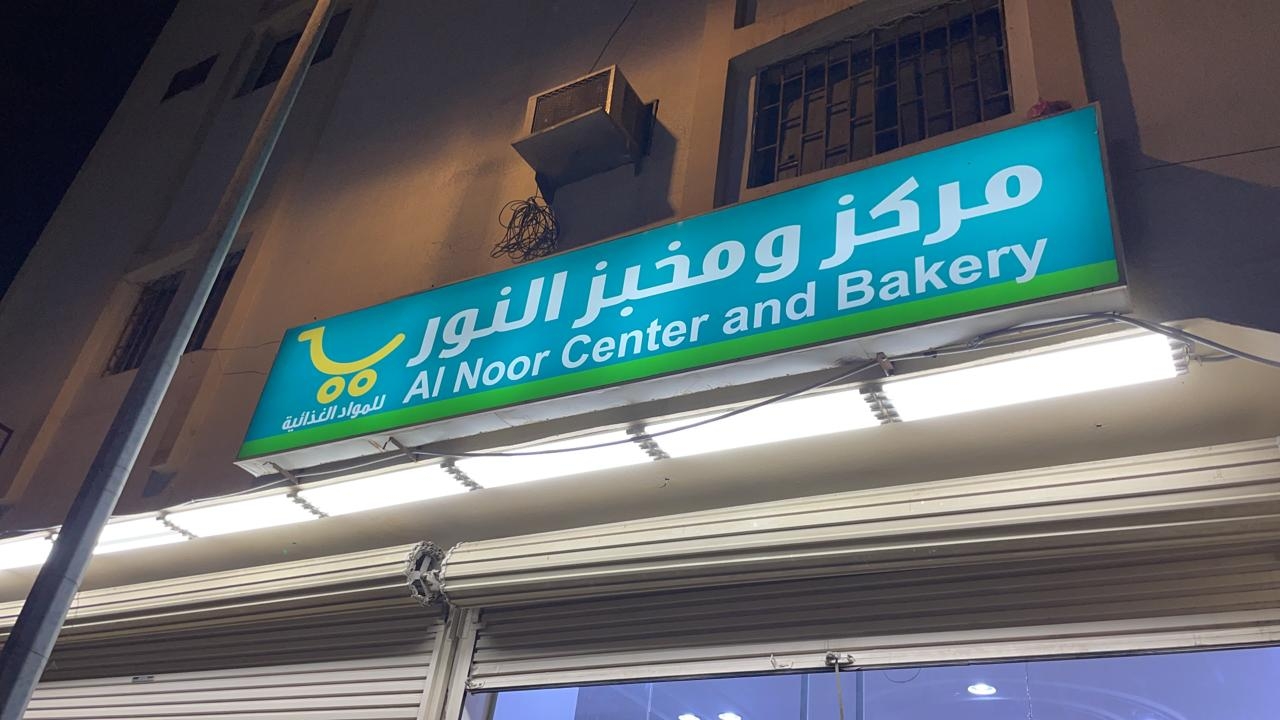 مركز ومخبز النور
Al Noor Center and Bakery
للمواد الغذائية